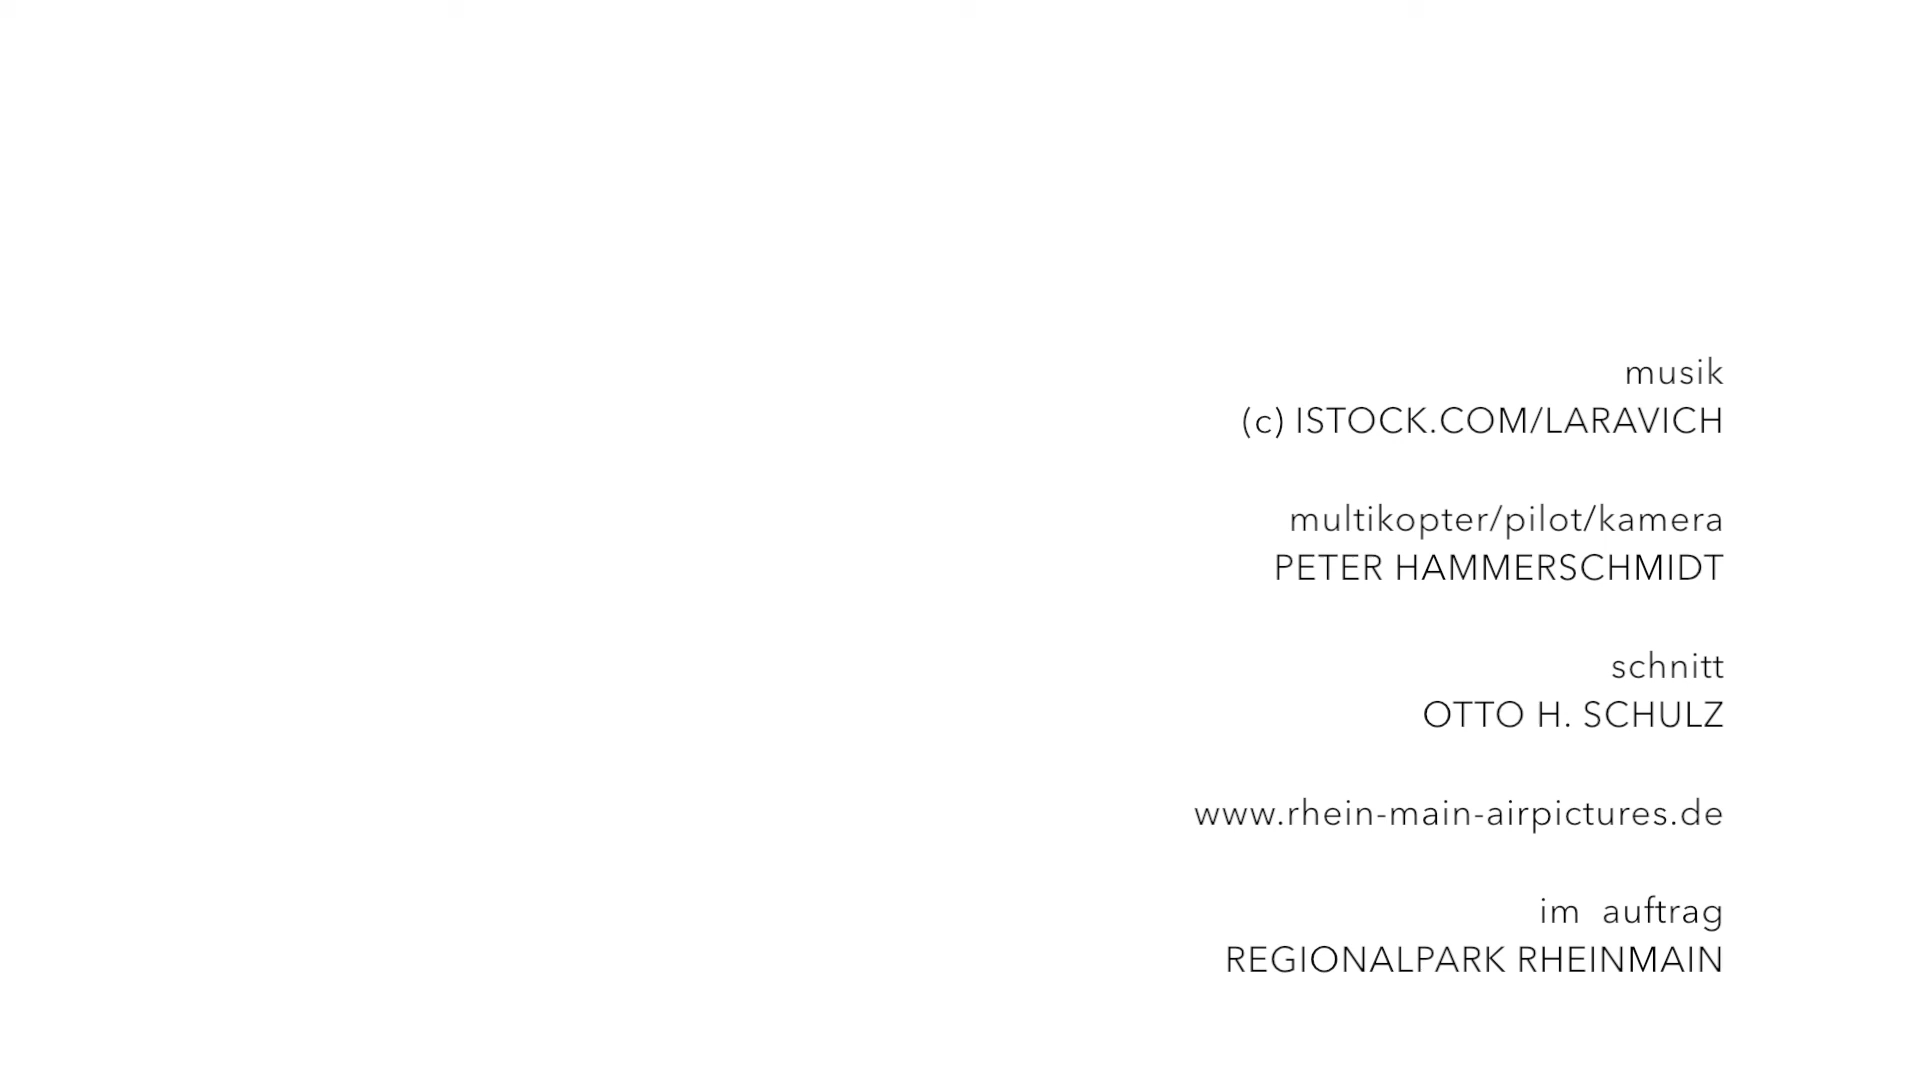 musik
(c) ISTOCK.COM/LARAVICH
multikopter/pilot/kamera
PETER HAMMERSCHMIDT
schnitt
OTTO H. SCHULZ
www.rhein-main-airpictures.de
im auftrag
REGIONALPARK RHEINMAIN